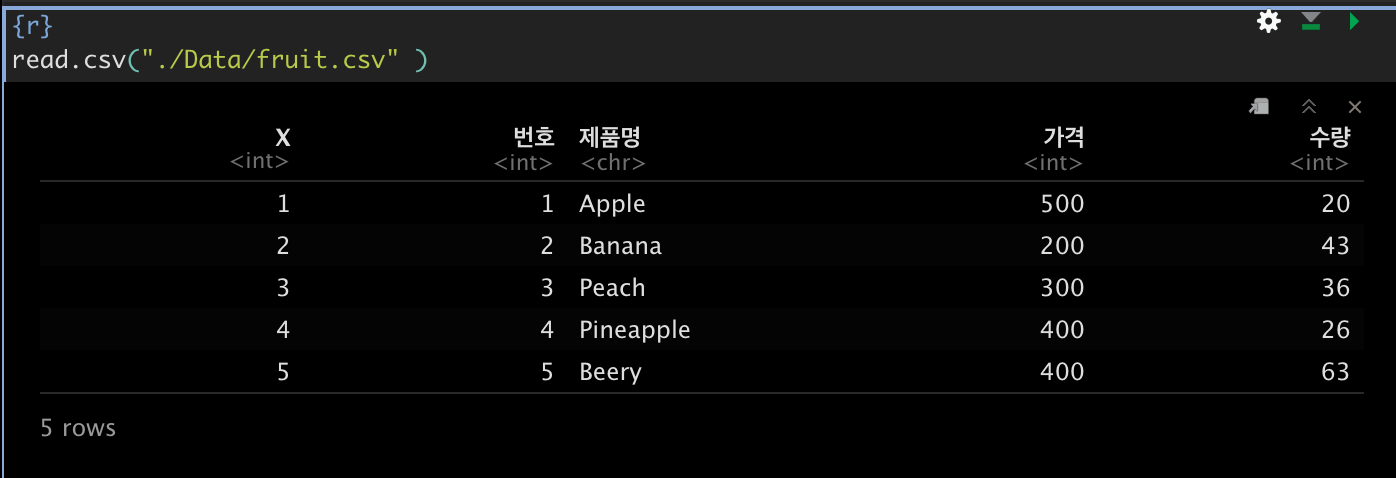 {r}
read.csv("./Data/fruit.csv" )
X 번호 제품명 가격 수량
<int> <int> <chr> <int> <int>
1 1 Apple 500 20
2 2 Banana 200 43
3 3 Peach 300 36
4 4 Pineapple 400 26
5 5 Beery 400 63
5 rows